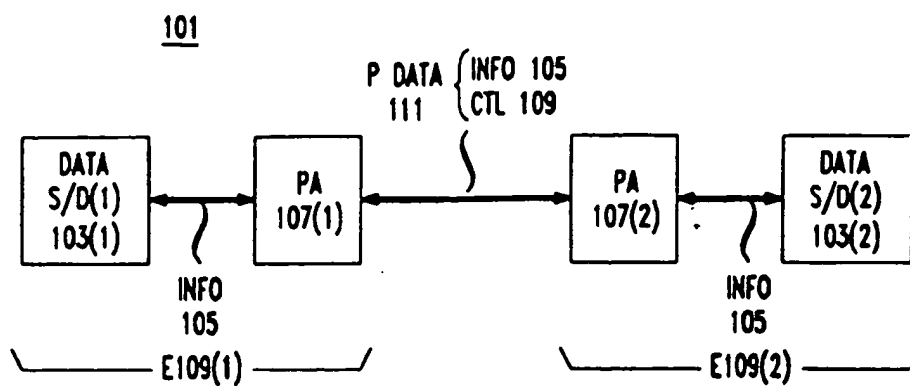 101
P DATA
111
INFO 105
CTL 109
DATA
S/D(1)
103(1)
PA
107(1)
PA
107(2)
DATA
S/D(2)
103(2)
INFO
105
INFO
105
E109(1)
E109(2)